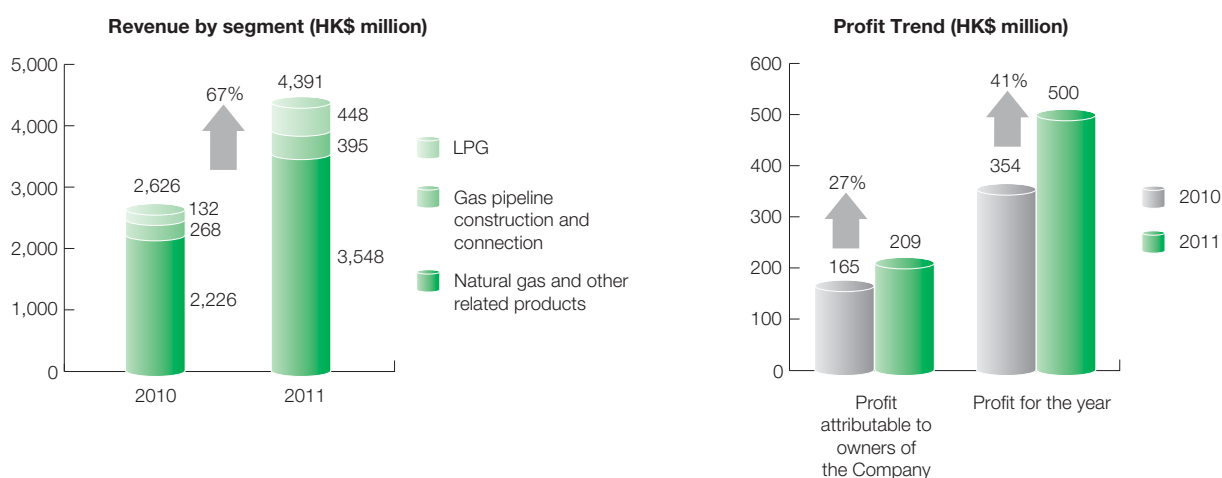 Revenue by segment (HK$ million)
5,000
4,000
3,000
2,000
1,000
0
67%
2,626
132
268
2,226
4,391
448
395
3,548
2010
2011
LPG
Gas pipeline
construction and
connection
Natural gas and other
related products
Profit Trend (HK$ million)
600
500
400
300
200
100
0
27%
165
209
41%
354
500
Profit
attributable to
owners of
the Company
Profit for the year
2010
2011